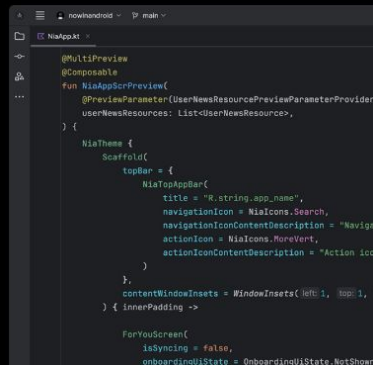 nowinandroid main
NiaApp.kt
@MultiPreview
@Composable
fun NiaAppScrPreview(
@PreviewParameter(UserNewsResourcePreviewParameterProvider
userNewsResources: List<UserNewsResource>,
) {
NiaTheme {
Scaffold(
topBar = {
NiaTopAppBar(
title = "R.string.app_name",
navigationIcon = NiaIcons.Search,
navigationIconContentDescription = "Naviga
actionIcon = NiaIcons.MoreVert,
actionIconContentDescription = "Action ico
)
},
contentWindowInsets = WindowInsets( left: 1, top: 1,
) { innerPadding ->
ForYouScreen(
isSyncing = false,
onboardingUiState = OnboardingUiState.NotShown